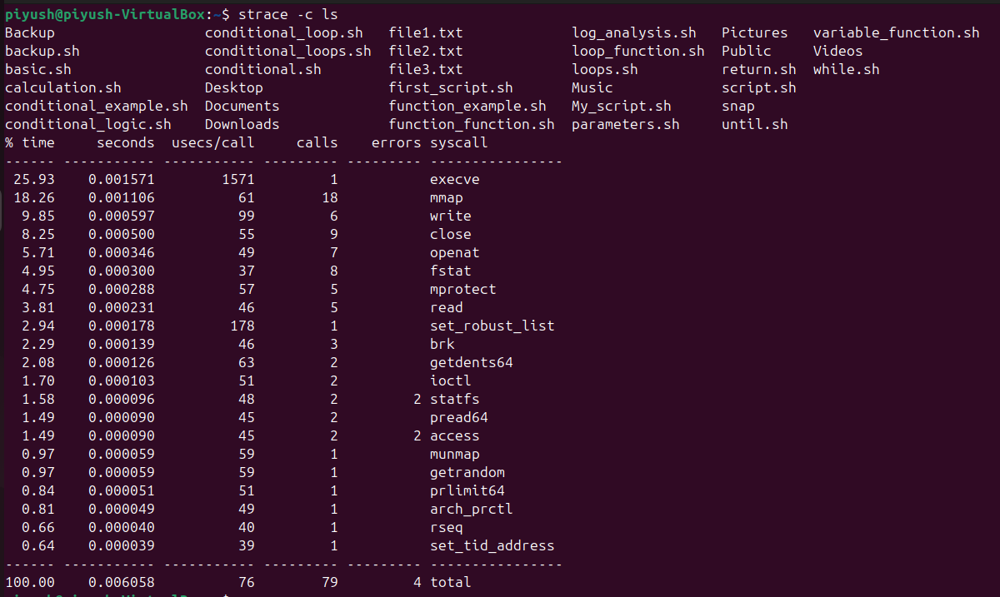 piyush@piyush-VirtualBox:~$ strace -c ls
Backup                  conditional_loop.sh   file1.txt             log_analysis.sh   Pictures   variable_function.sh
backup.sh               conditional_loops.sh  file2.txt             loop_function.sh  Public     Videos
basic.sh                conditional.sh        file3.txt             loops.sh          return.sh  while.sh
calculation.sh          Desktop               first_script.sh       Music             script.sh
conditional_example.sh  Documents             function_example.sh   My_script.sh      snap
conditional_logic.sh    Downloads             function_function.sh  parameters.sh     until.sh
% time     seconds  usecs/call     calls    errors syscall
------ ----------- ----------- --------- --------- ----------------
 25.93    0.001571        1571         1           execve
 18.26    0.001106          61        18           mmap
  9.85    0.000597          99         6           write
  8.25    0.000500          55         9           close
  5.71    0.000346          49         7           openat
  4.95    0.000300          37         8           fstat
  4.75    0.000288          57         5           mprotect
  3.81    0.000231          46         5           read
  2.94    0.000178         178         1           set_robust_list
  2.29    0.000139          46         3           brk
  2.08    0.000126          63         2           getdents64
  1.70    0.000103          51         2           ioctl
  1.58    0.000096          48         2         2 statfs
  1.49    0.000090          45         2           pread64
  1.49    0.000090          45         2         2 access
  0.97    0.000059          59         1           munmap
  0.97    0.000059          59         1           getrandom
  0.84    0.000051          51         1           prlimit64
  0.81    0.000049          49         1           arch_prctl
  0.66    0.000040          40         1           rseq
  0.64    0.000039          39         1           set_tid_address
------ ----------- ----------- --------- --------- ----------------
100.00    0.006058          76        79         4 total